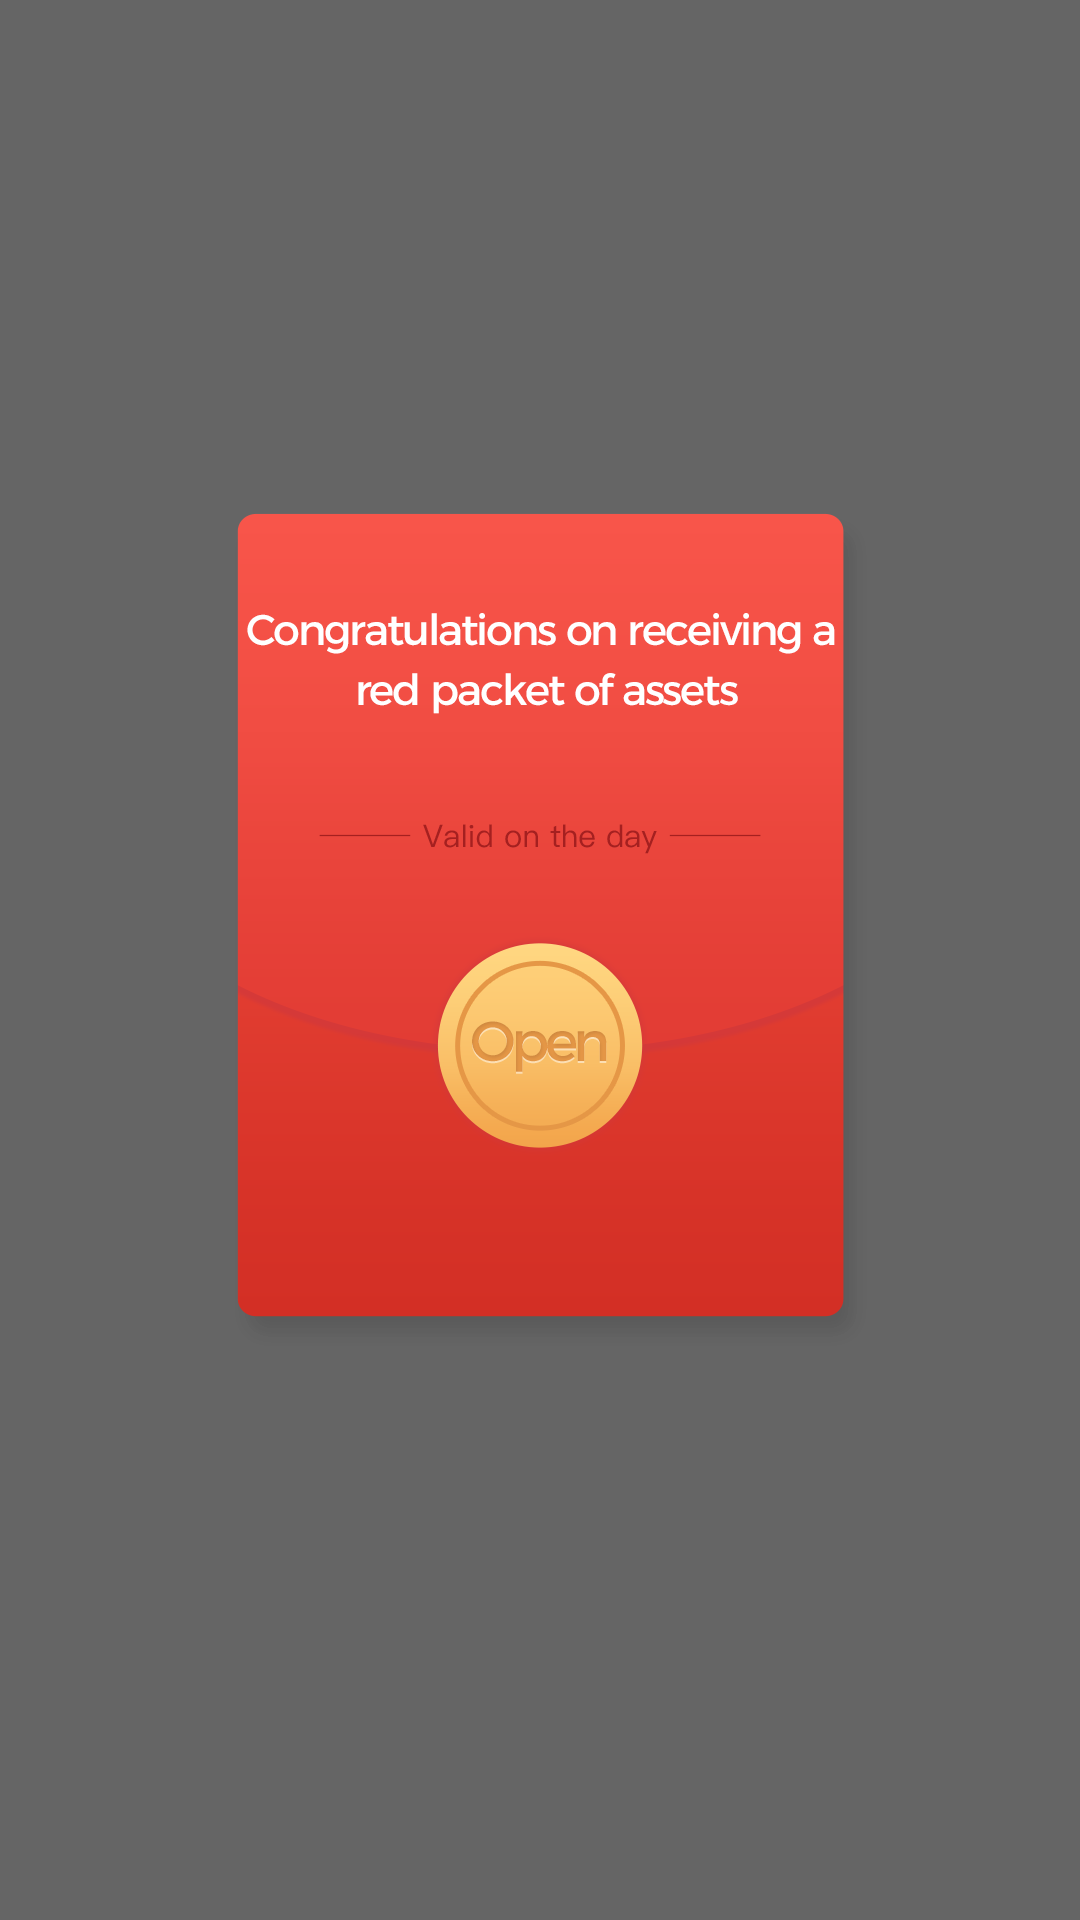 Congratulations on receiving a
red packet of assets
Valid on the day
Open